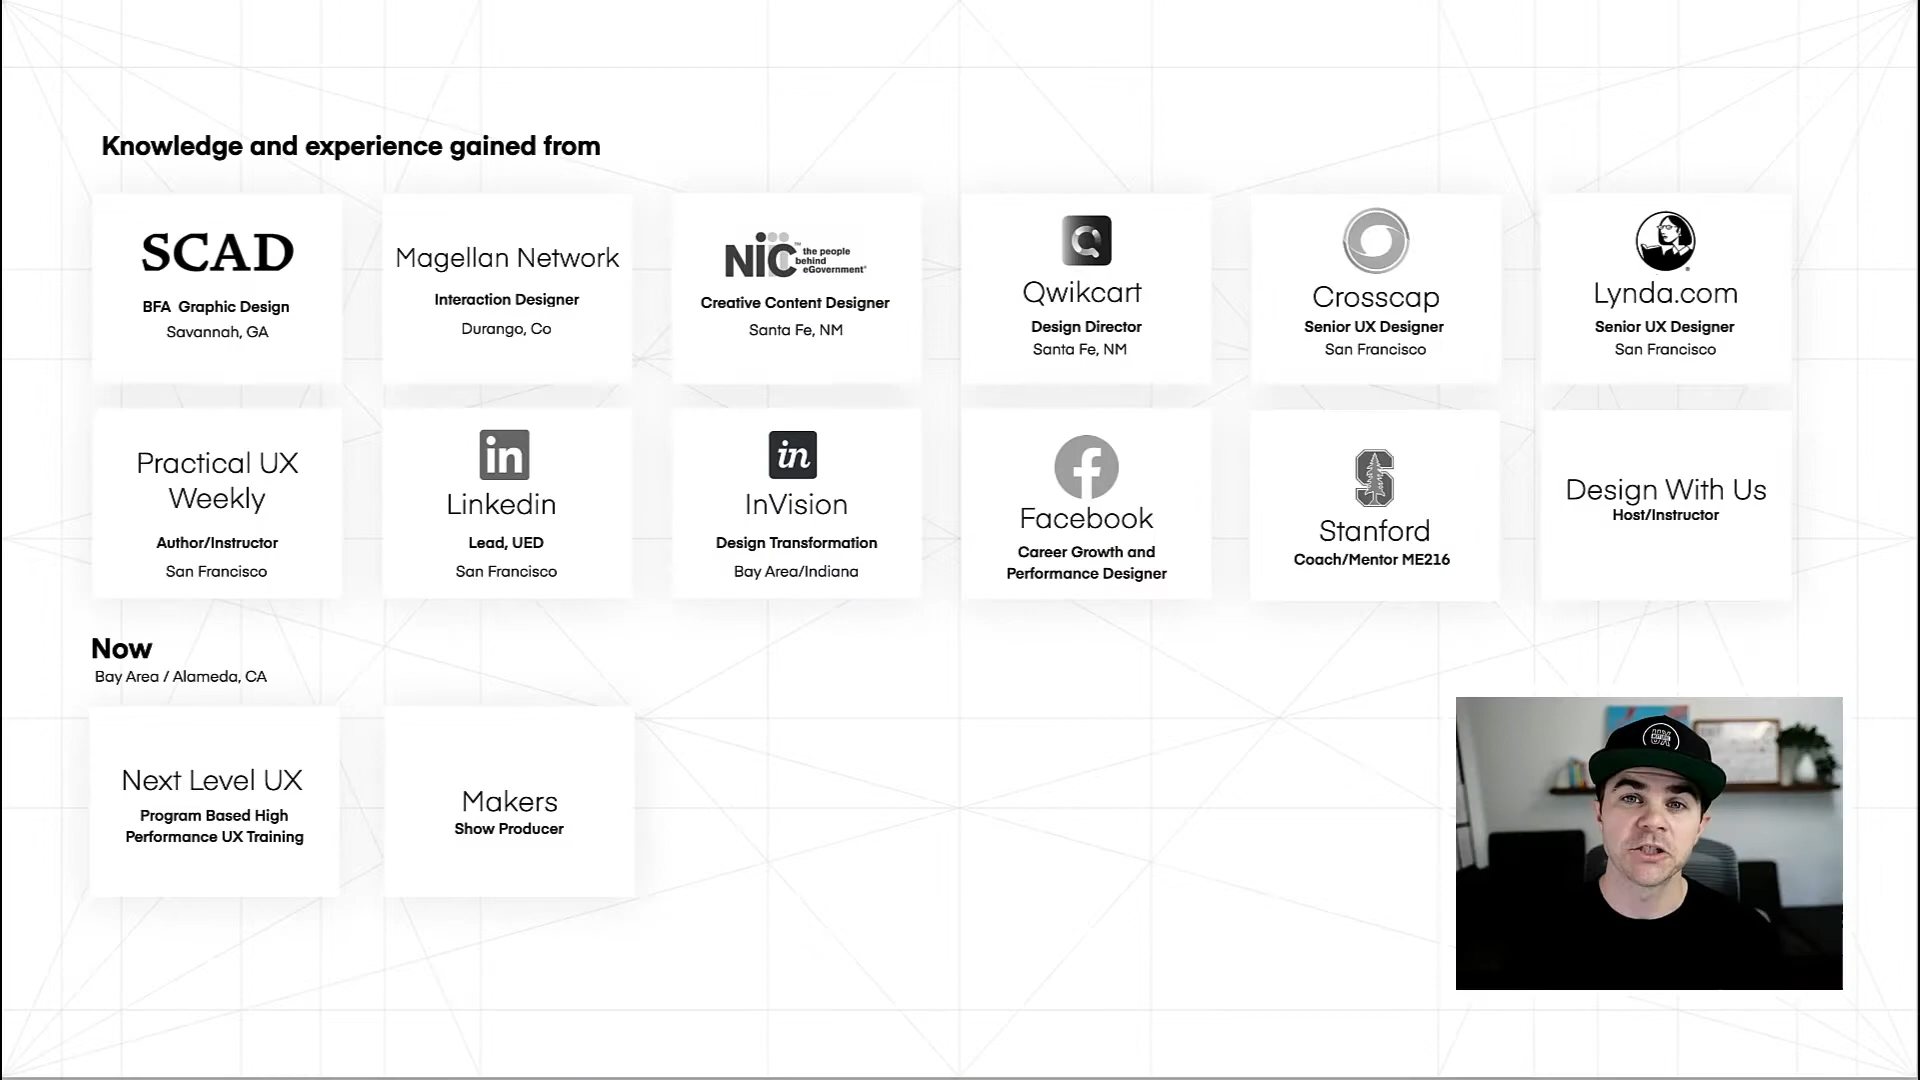 Knowledge and experience gained from
SCAD
BFA Graphic Design
Savannah, GA
Magellan Network
Interaction Designer
Durango, Co
NIC™ the people
behind
eGovernment®
Creative Content Designer
Santa Fe, NM
Qwikcart
Design Director
Santa Fe, NM
Crosscap
Senior UX Designer
San Francisco
Lynda.com
Senior UX Designer
San Francisco
Practical UX
Weekly
Author/Instructor
San Francisco
in
Linkedin
Lead, UED
San Francisco
in
InVision
Design Transformation
Bay Area/Indiana
f
Facebook
Career Growth and
Performance Designer
S
Stanford
Coach/Mentor ME216
Design With Us
Host/Instructor
Now
Bay Area / Alameda, CA
Next Level UX
Program Based High
Performance UX Training
Makers
Show Producer
UX